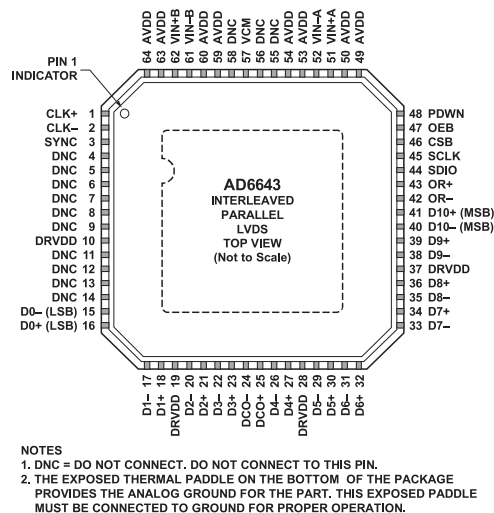 64 AVDD
63 AVDD
62 VIN+B
61 VIN–B
60 AVDD
59 AVDD
58 DNC
57 VCM
56 DNC
55 DNC
54 AVDD
53 AVDD
52 VIN–A
51 VIN+A
50 AVDD
49 AVDD
PIN 1
INDICATOR
CLK+ 1
CLK– 2
SYNC 3
DNC 4
DNC 5
DNC 6
DNC 7
DNC 8
DNC 9
DRVDD 10
DNC 11
DNC 12
DNC 13
DNC 14
D0– (LSB) 15
D0+ (LSB) 16
AD6643
INTERLEAVED
PARALLEL
LVDS
TOP VIEW
(Not to Scale)
48 PDWN
47 OEB
46 CSB
45 SCLK
44 SDIO
43 OR+
42 OR–
41 D10+ (MSB)
40 D10– (MSB)
39 D9+
38 D9–
37 DRVDD
36 D8+
35 D8–
34 D7+
33 D7–
D1– 17
D1+ 18
DRVDD 19
D2– 20
D2+ 21
D3– 22
D3+ 23
DCO– 24
DCO+ 25
D4– 26
D4+ 27
DRVDD 28
D5– 29
D5+ 30
D6– 31
D6+ 32
NOTES
1. DNC = DO NOT CONNECT. DO NOT CONNECT TO THIS PIN.
2. THE EXPOSED THERMAL PADDLE ON THE BOTTOM OF THE PACKAGE
PROVIDES THE ANALOG GROUND FOR THE PART. THIS EXPOSED PADDLE
MUST BE CONNECTED TO GROUND FOR PROPER OPERATION.